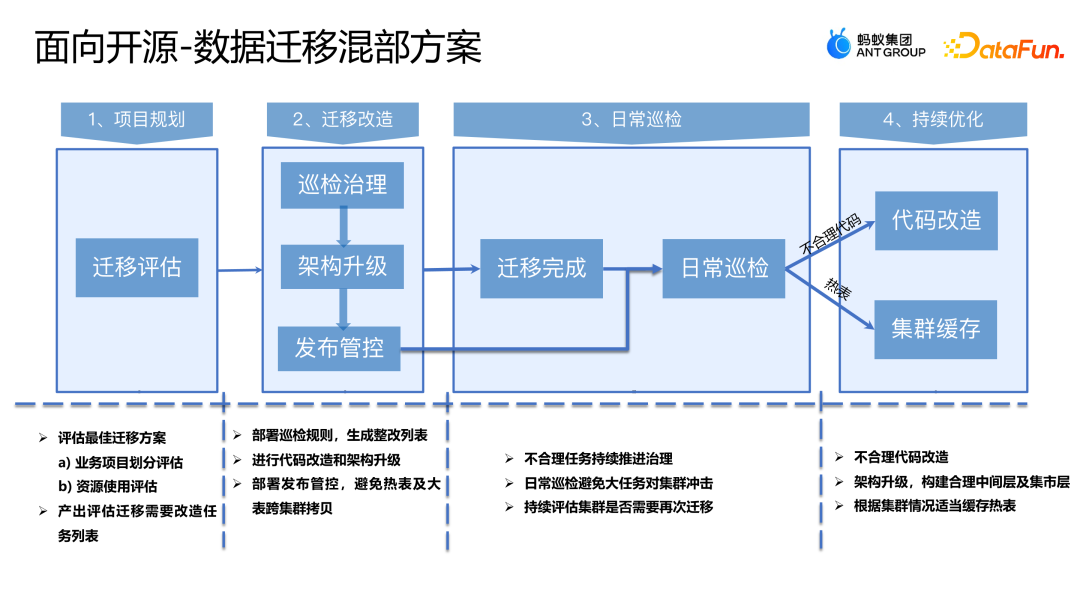 面向开源-数据迁移混部方案
蚂蚁集团
ANT GROUP
DataFun.
1、项目规划
2、迁移改造
3、日常巡检
4、持续优化
迁移评估
巡检治理
架构升级
发布管控
迁移完成
日常巡检
不合理代码
热表
代码改造
集群缓存
➢ 评估最佳迁移方案
a) 业务项目划分评估
b) 资源使用评估
➢ 产出评估迁移需要改造任
务列表
➢ 部署巡检规则，生成整改列表
➢ 进行代码改造和架构升级
➢ 部署发布管控，避免热表及大
表跨集群拷贝
➢ 不合理任务持续推进治理
➢ 日常巡检避免大任务对集群冲击
➢ 持续评估集群是否需要再次迁移
➢ 不合理代码改造
➢ 架构升级，构建合理中间层及集市层
➢ 根据集群情况适当缓存热表